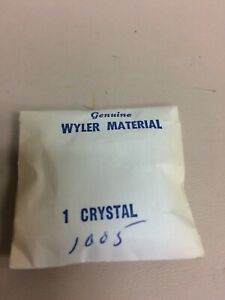 Genuine
WYLER MATERIAL
1 CRYSTAL
1005